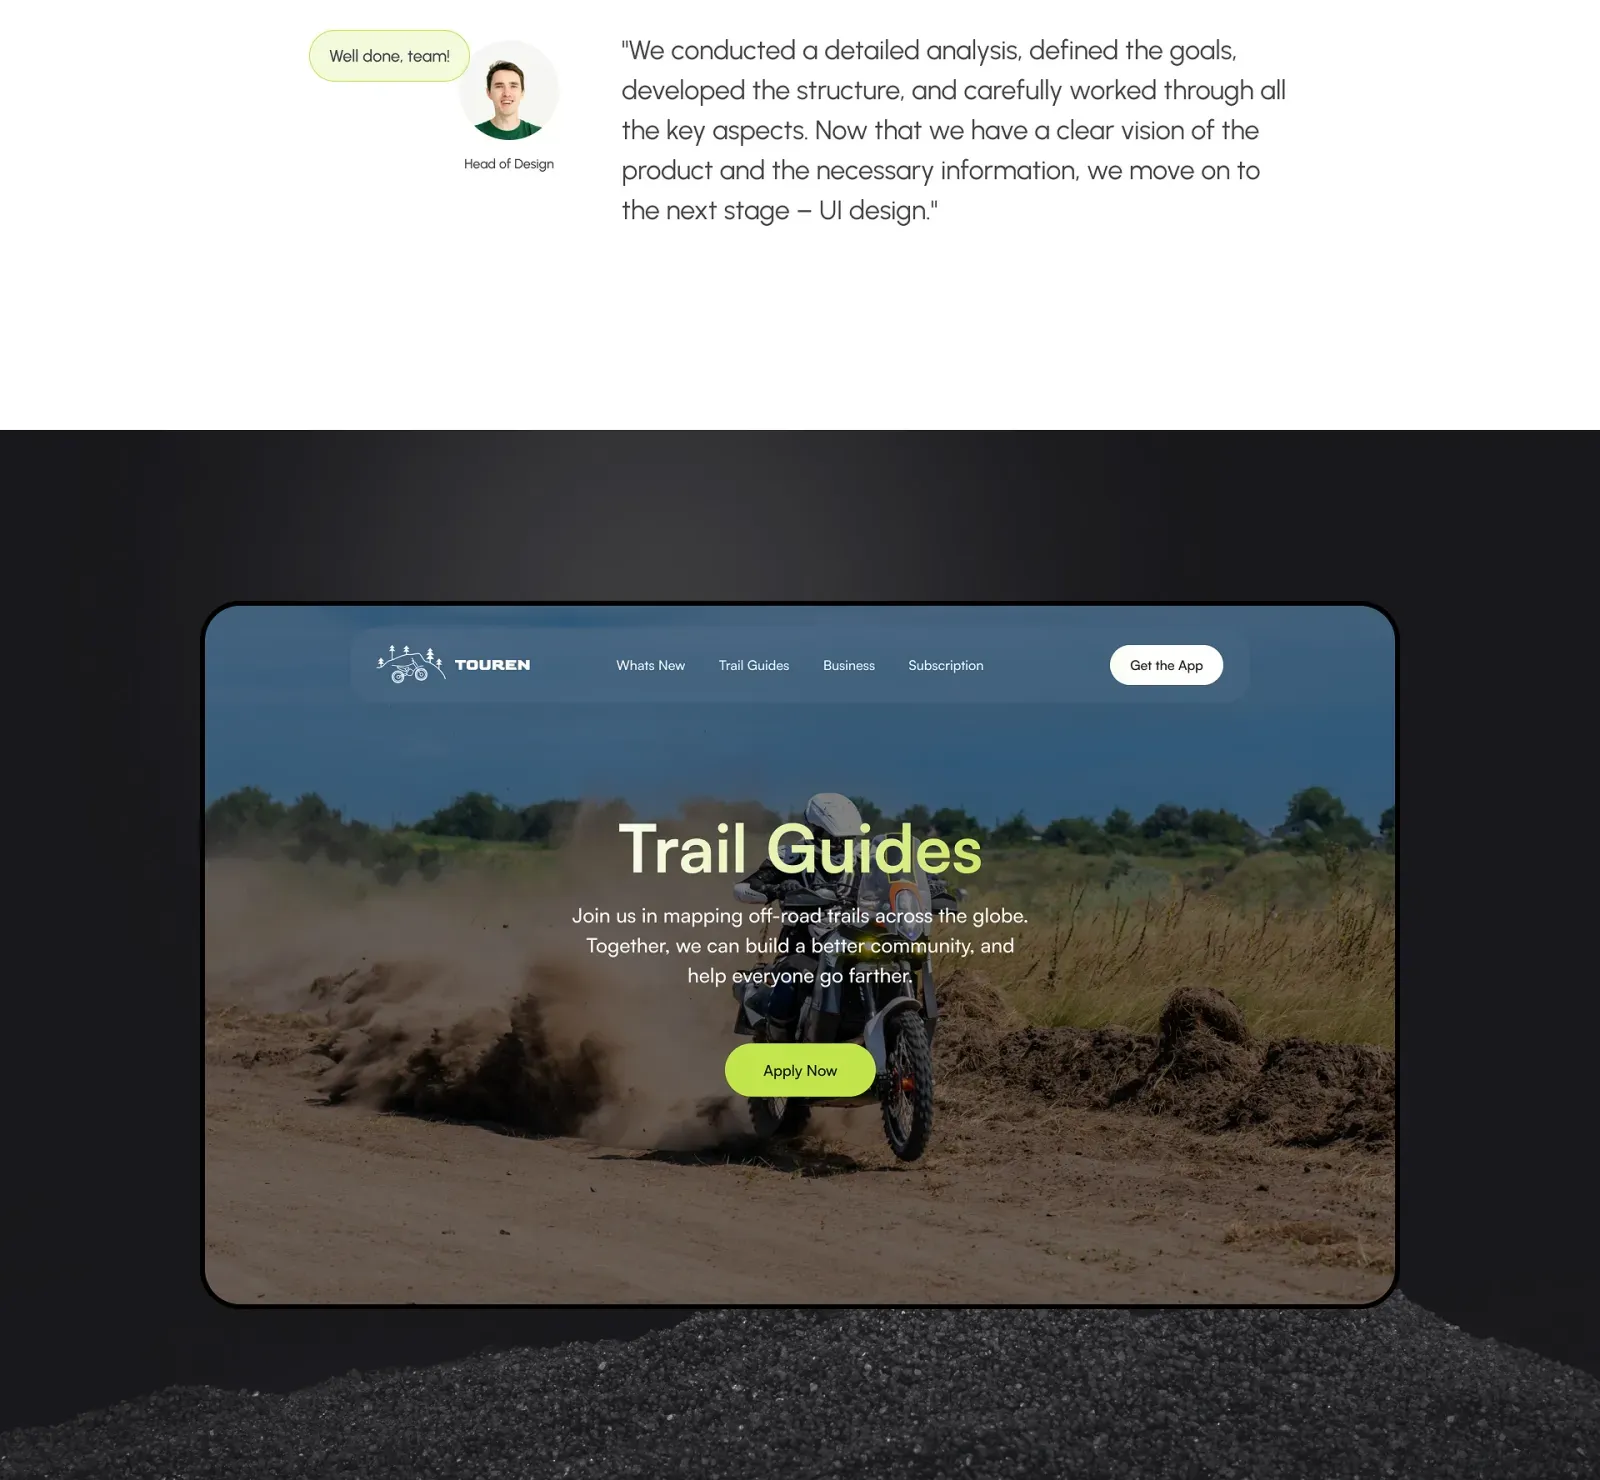 Well done, team!
Head of Design
"We conducted a detailed analysis, defined the goals,
developed the structure, and carefully worked through all
the key aspects. Now that we have a clear vision of the
product and the necessary information, we move on to
the next stage – UI design."
TOUREN
Whats New
Trail Guides
Business
Subscription
Get the App
Trail Guides
Join us in mapping off-road trails across the globe.
Together, we can build a better community, and
help everyone go farther.
Apply Now